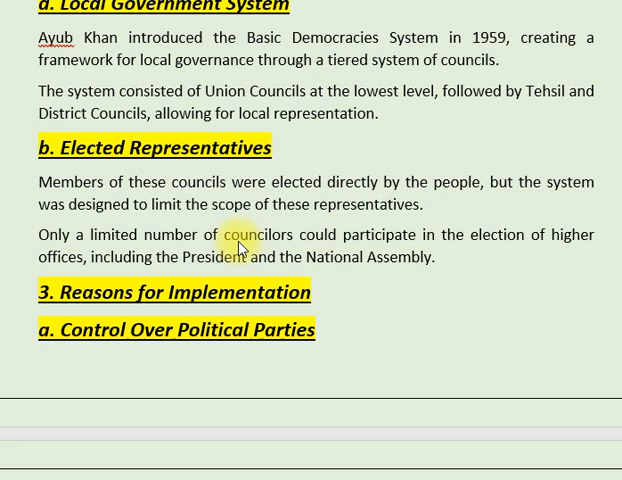 a. Local Government System
Ayub Khan introduced the Basic Democracies System in 1959, creating a
framework for local governance through a tiered system of councils.
The system consisted of Union Councils at the lowest level, followed by Tehsil and
District Councils, allowing for local representation.
b. Elected Representatives
Members of these councils were elected directly by the people, but the system
was designed to limit the scope of these representatives.
Only a limited number of councilors could participate in the election of higher
offices, including the President and the National Assembly.
3. Reasons for Implementation
a. Control Over Political Parties